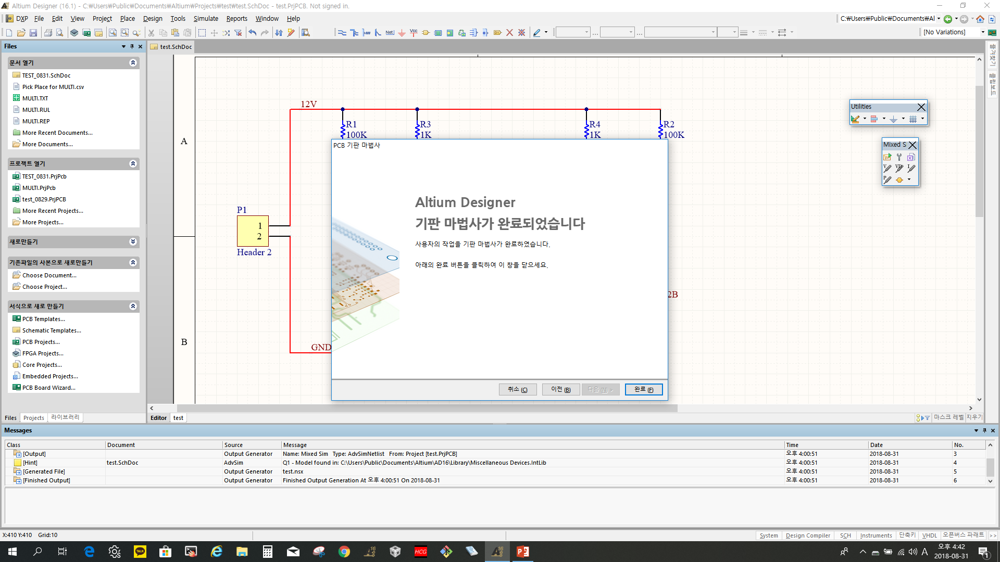 Altium Designer (16.1) - C:￦Users￦Public￦Documents￦Altium￦Projects￦test￦test.SchDoc - test.PrjPCB. Not signed in.
DXP File Edit View Project Place Design Tools Simulate Reports Window Help
C:￦Users￦Public￦Documents￦Al
[No Variations]
Files
test.SchDoc
문서 열기
TEST_0831.SchDoc
Pick Place for MULTI.csv
MULTI.TXT
MULTI.RUL
MULTI.REP
More Recent Documents...
More Documents...
프로젝트 열기
TEST_0831.PrjPcb
MULTI.PrjPcb
test_0829.PrjPCB
More Recent Projects...
More Projects...
새로만들기
기존파일의 사본으로 새로만들기
Choose Document...
Choose Project...
서식으로 새로 만들기
PCB Templates...
Schematic Templates...
PCB Projects...
FPGA Projects...
Core Projects...
Embedded Projects...
PCB Board Wizard...
Files Projects 라이브러리
A
B
12V
R1
100K
R3
1K
R4
1K
R2
100K
P1
1
2
Header 2
GND
2B
Utilities
Mixed S
즐겨찾기
클립보드
PCB 기판 마법사
Altium Designer
기판 마법사가 완료되었습니다
사용자의 작업을 기판 마법사가 완료하였습니다.
아래의 완료 버튼을 클릭하여 이 창을 닫으세요.
취소 (C) 이전 (B) 다음 (N) > 완료 (F)
Editor test
마스크 레벨 지우기
Messages
Class Document Source Message Time Date No.
[Output] Output Generator Name: Mixed Sim Type: AdvSimNetlist From: Project [test.PrjPCB] 오후 4:00:51 2018-08-31 3
[Hint] test.SchDoc AdvSim Q1 - Model found in: C:\Users\Public\Documents\Altium\AD16\Library\Miscellaneous Devices.IntLib 오후 4:00:51 2018-08-31 4
[Generated File] Output Generator test.nsx 오후 4:00:51 2018-08-31 5
[Finished Output] Output Generator Finished Output Generation At 오후 4:00:51 On 2018-08-31 오후 4:00:51 2018-08-31 6
X:410 Y:410 Grid:10
System Design Compiler SCH Instruments 단축키 VHDL 오픈버스 파래트 >>
TALK
HCG
A
오후 4:42
2018-08-31
1